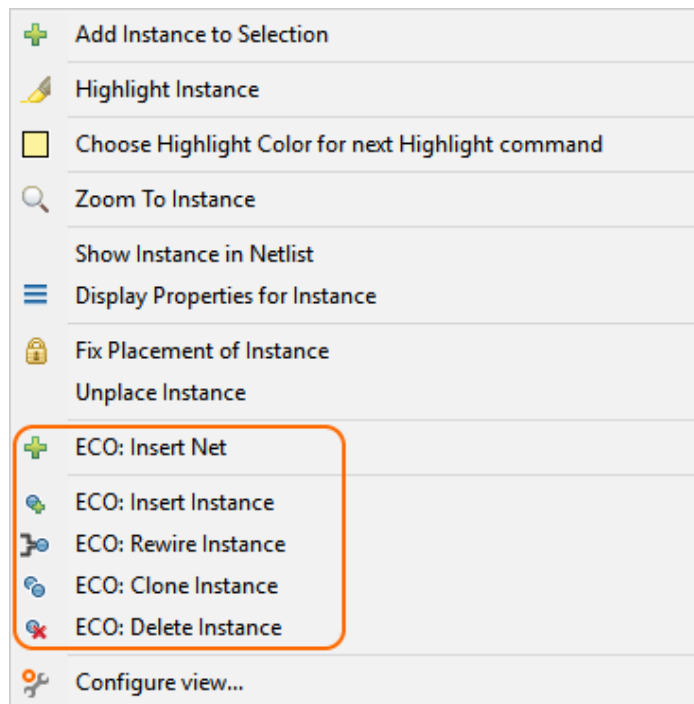 Add Instance to Selection
Highlight Instance
Choose Highlight Color for next Highlight command
Zoom To Instance
Show Instance in Netlist
Display Properties for Instance
Fix Placement of Instance
Unplace Instance
ECO: Insert Net
ECO: Insert Instance
ECO: Rewire Instance
ECO: Clone Instance
ECO: Delete Instance
Configure view...